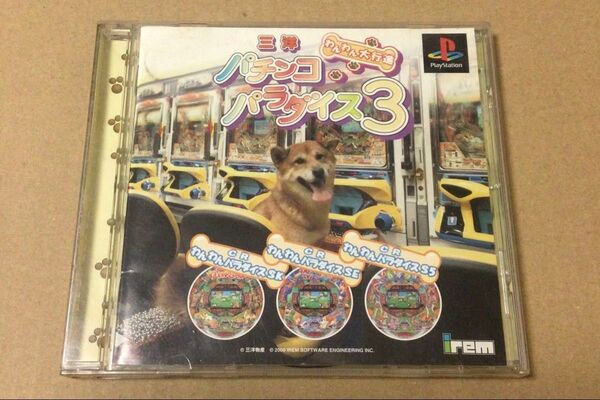 三洋
パチンコ
パラダイス3
わんわん大行進
PlayStation
CR
わんわんパラダイスSE
CR
わんわんパラダイスSE
CR
わんわんパラダイスS5
© 三洋物産 © 2000 IREM SOFTWARE ENGINEERING INC.
irem